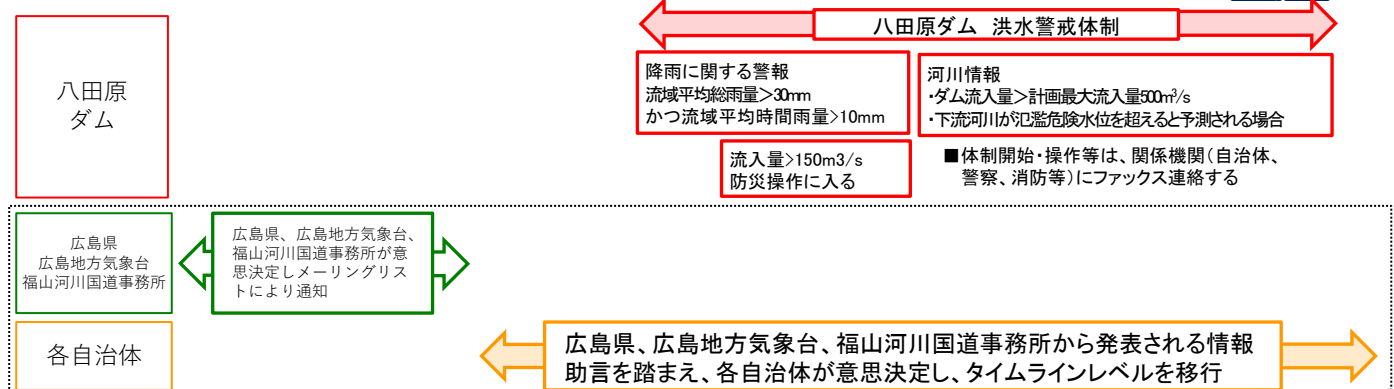 八田原ダム 洪水警戒体制
八田原
ダム
降雨に関する警報
流域平均総雨量>30mm
かつ流域平均時間雨量>10mm
河川情報
・ダム流入量>計画最大流入量500m³/s
・下流河川が氾濫危険水位を超えると予測される場合
流入量>150m3/s
防災操作に入る
■体制開始・操作等は、関係機関(自治体、
警察、消防等)にファックス連絡する
広島県
広島地方気象台
福山河川国道事務所
広島県、広島地方気象台、
福山河川国道事務所が意
思決定しメーリングリス
トにより通知
各自治体
広島県、広島地方気象台、福山河川国道事務所から発表される情報
助言を踏まえ、各自治体が意思決定し、タイムラインレベルを移行